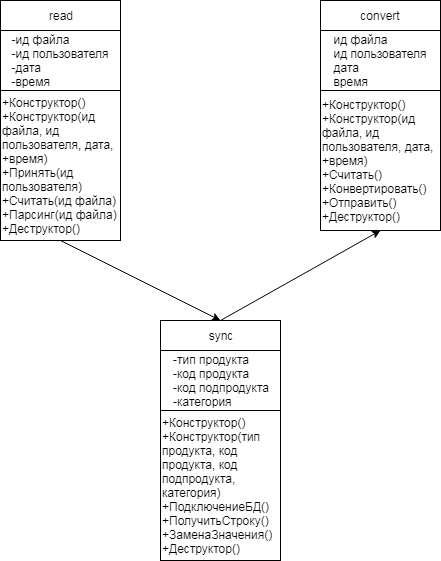 read
-ид файла
-ид пользователя
-дата
-время
+Конструктор()
+Конструктор(ид
файла, ид
пользователя, дата,
+время)
+Принять(ид
пользователя)
+Считать(ид файла)
+Парсинг(ид файла)
+Деструктор()
convert
ид файла
ид пользователя
дата
время
+Конструктор()
+Конструктор(ид
файла, ид
пользователя, дата,
+время)
+Считать()
+Конвертировать()
+Отправить()
+Деструктор()
sync
-тип продукта
-код продукта
-код подпродукта
-категория
+Конструктор()
+Конструктор(тип
продукта, код
продукта, код
подпродукта,
категория)
+ПодключениеБД()
+ПолучитьСтроку()
+ЗаменаЗначения()
+Деструктор()